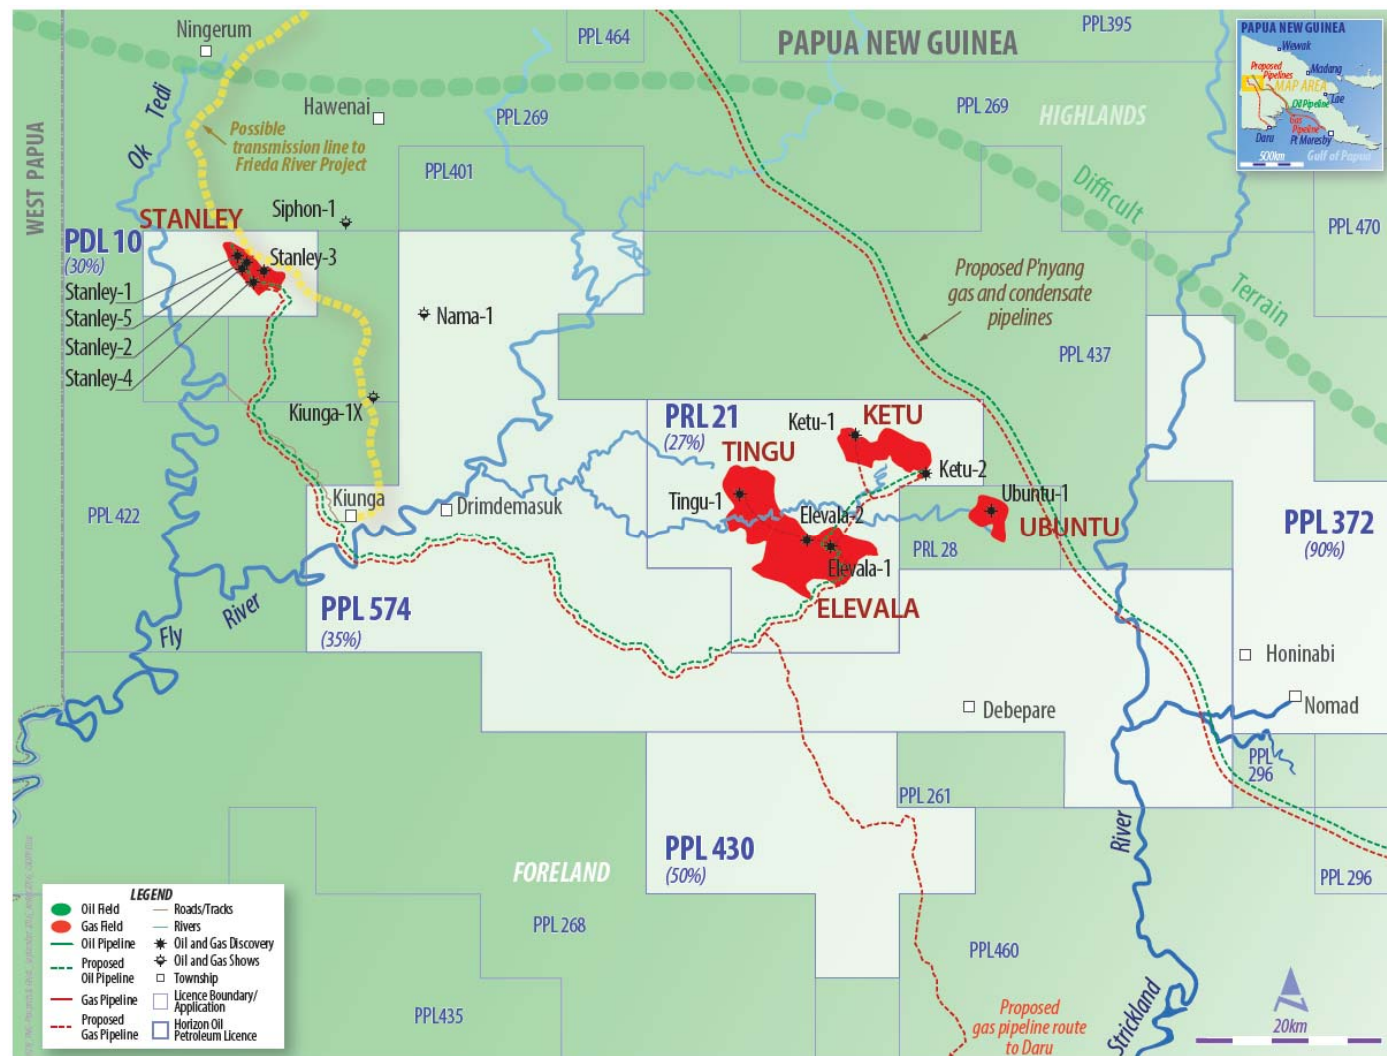 Ningerum
PPL 464
PAPUA NEW GUINEA
PPL395
PAPUA NEW GUINEA
Wewak
Madang
Proposed
Pipelines
MAP AREA
Lae
Oil Pipeline
Gas
Pipeline
Daru
Pt Moresby
500km
Gulf of Papua
Hawenai
Ok Tedi
Possible
transmission line to
Frieda River Project
PPL 269
PPL 269
HIGHLANDS
WEST PAPUA
PPL401
Difficult
Terrain
PPL 470
STANLEY
Siphon-1
PDL 10
(30%)
Stanley-3
Stanley-1
Stanley-5
Stanley-2
Stanley-4
Nama-1
Proposed P'nyang
gas and condensate
pipelines
PPL 437
Kiunga-1X
PRL 21
(27%)
Ketu-1
KETU
TINGU
Ketu-2
Tingu-1
Elevala-2
Ubuntu-1
UBUNTU
Kiunga
Drimdemasuk
PPL 422
PRL 28
PPL 372
(90%)
Elevala-1
ELEVALA
Fly
River
PPL 574
(35%)
Honinabi
Debepare
Nomad
PPL
296
PPL 261
PPL 430
(50%)
River
FORELAND
PPL 296
PPL 268
PPL460
PPL435
Proposed
gas pipeline route
to Daru
Strickland
20km
LEGEND
Oil Field
Gas Field
Oil Pipeline
Proposed
Oil Pipeline
Gas Pipeline
Proposed
Gas Pipeline
Roads/Tracks
Rivers
Oil and Gas Discovery
Oil and Gas Shows
Township
Licence Boundary/
Application
Horizon Oil
Petroleum Licence